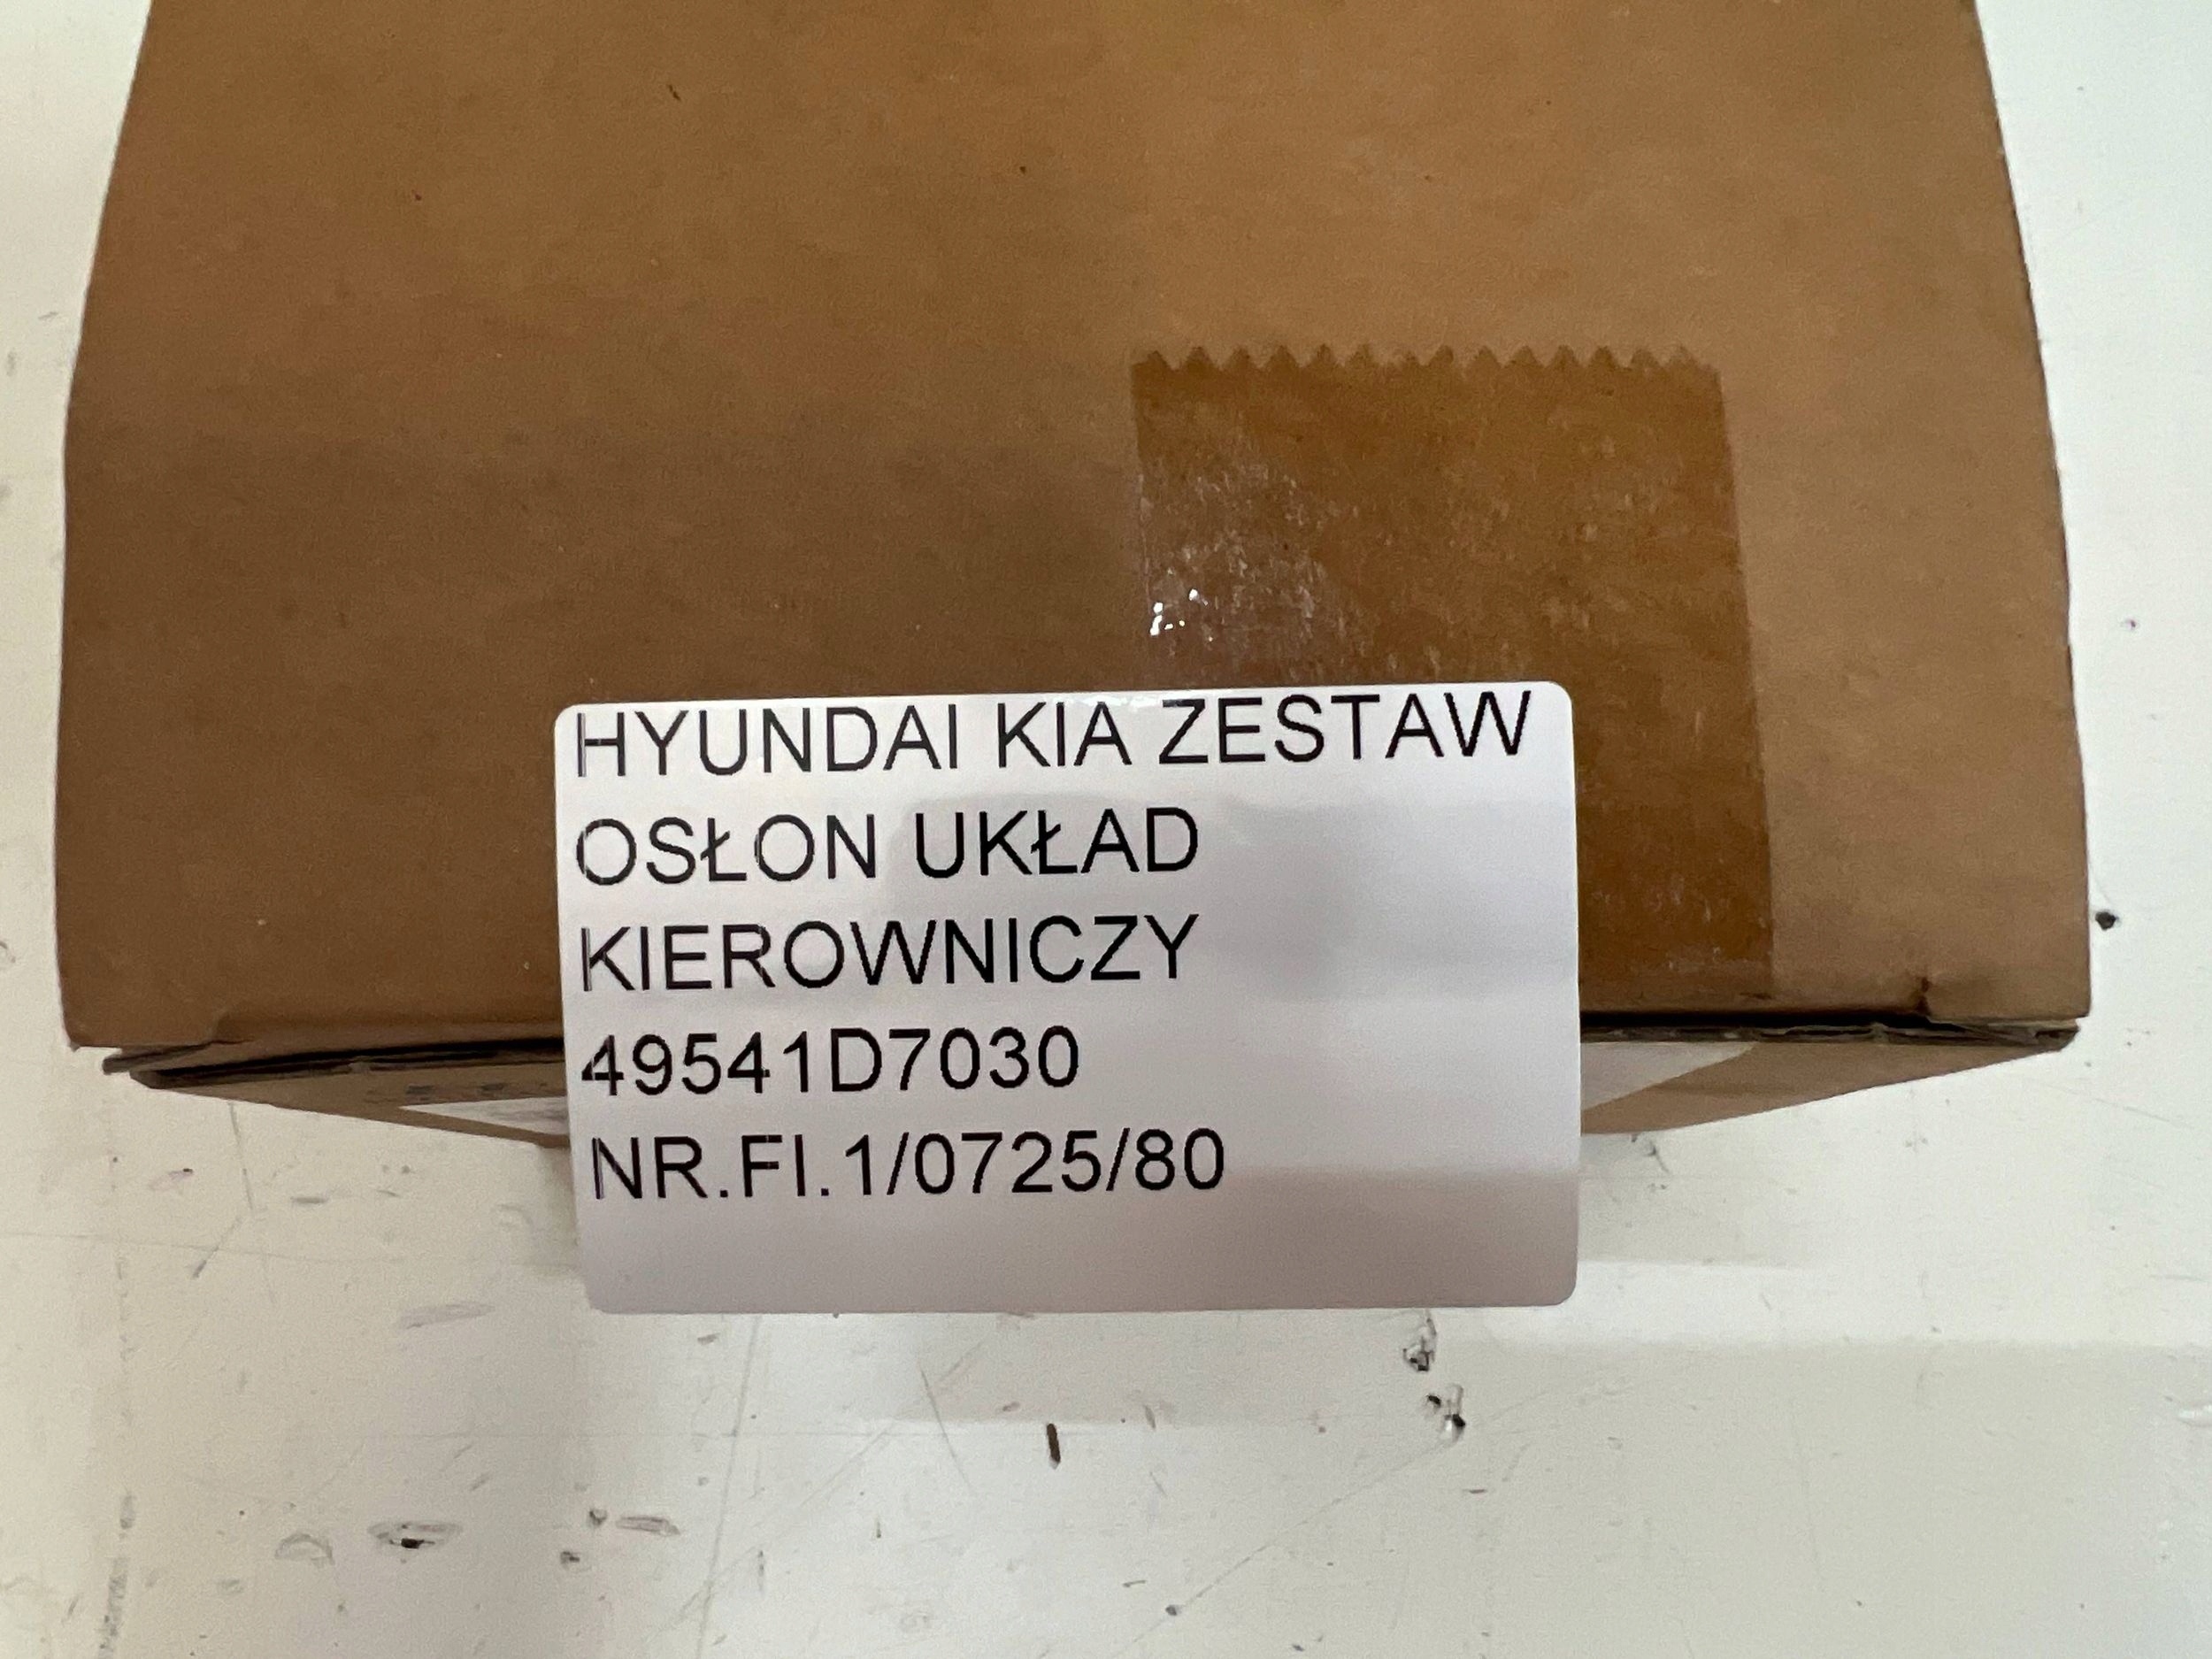 HYUNDAI KIA ZESTAW
OSŁON UKŁAD
KIEROWNICZY
49541D7030
NR.FI.1/0725/80